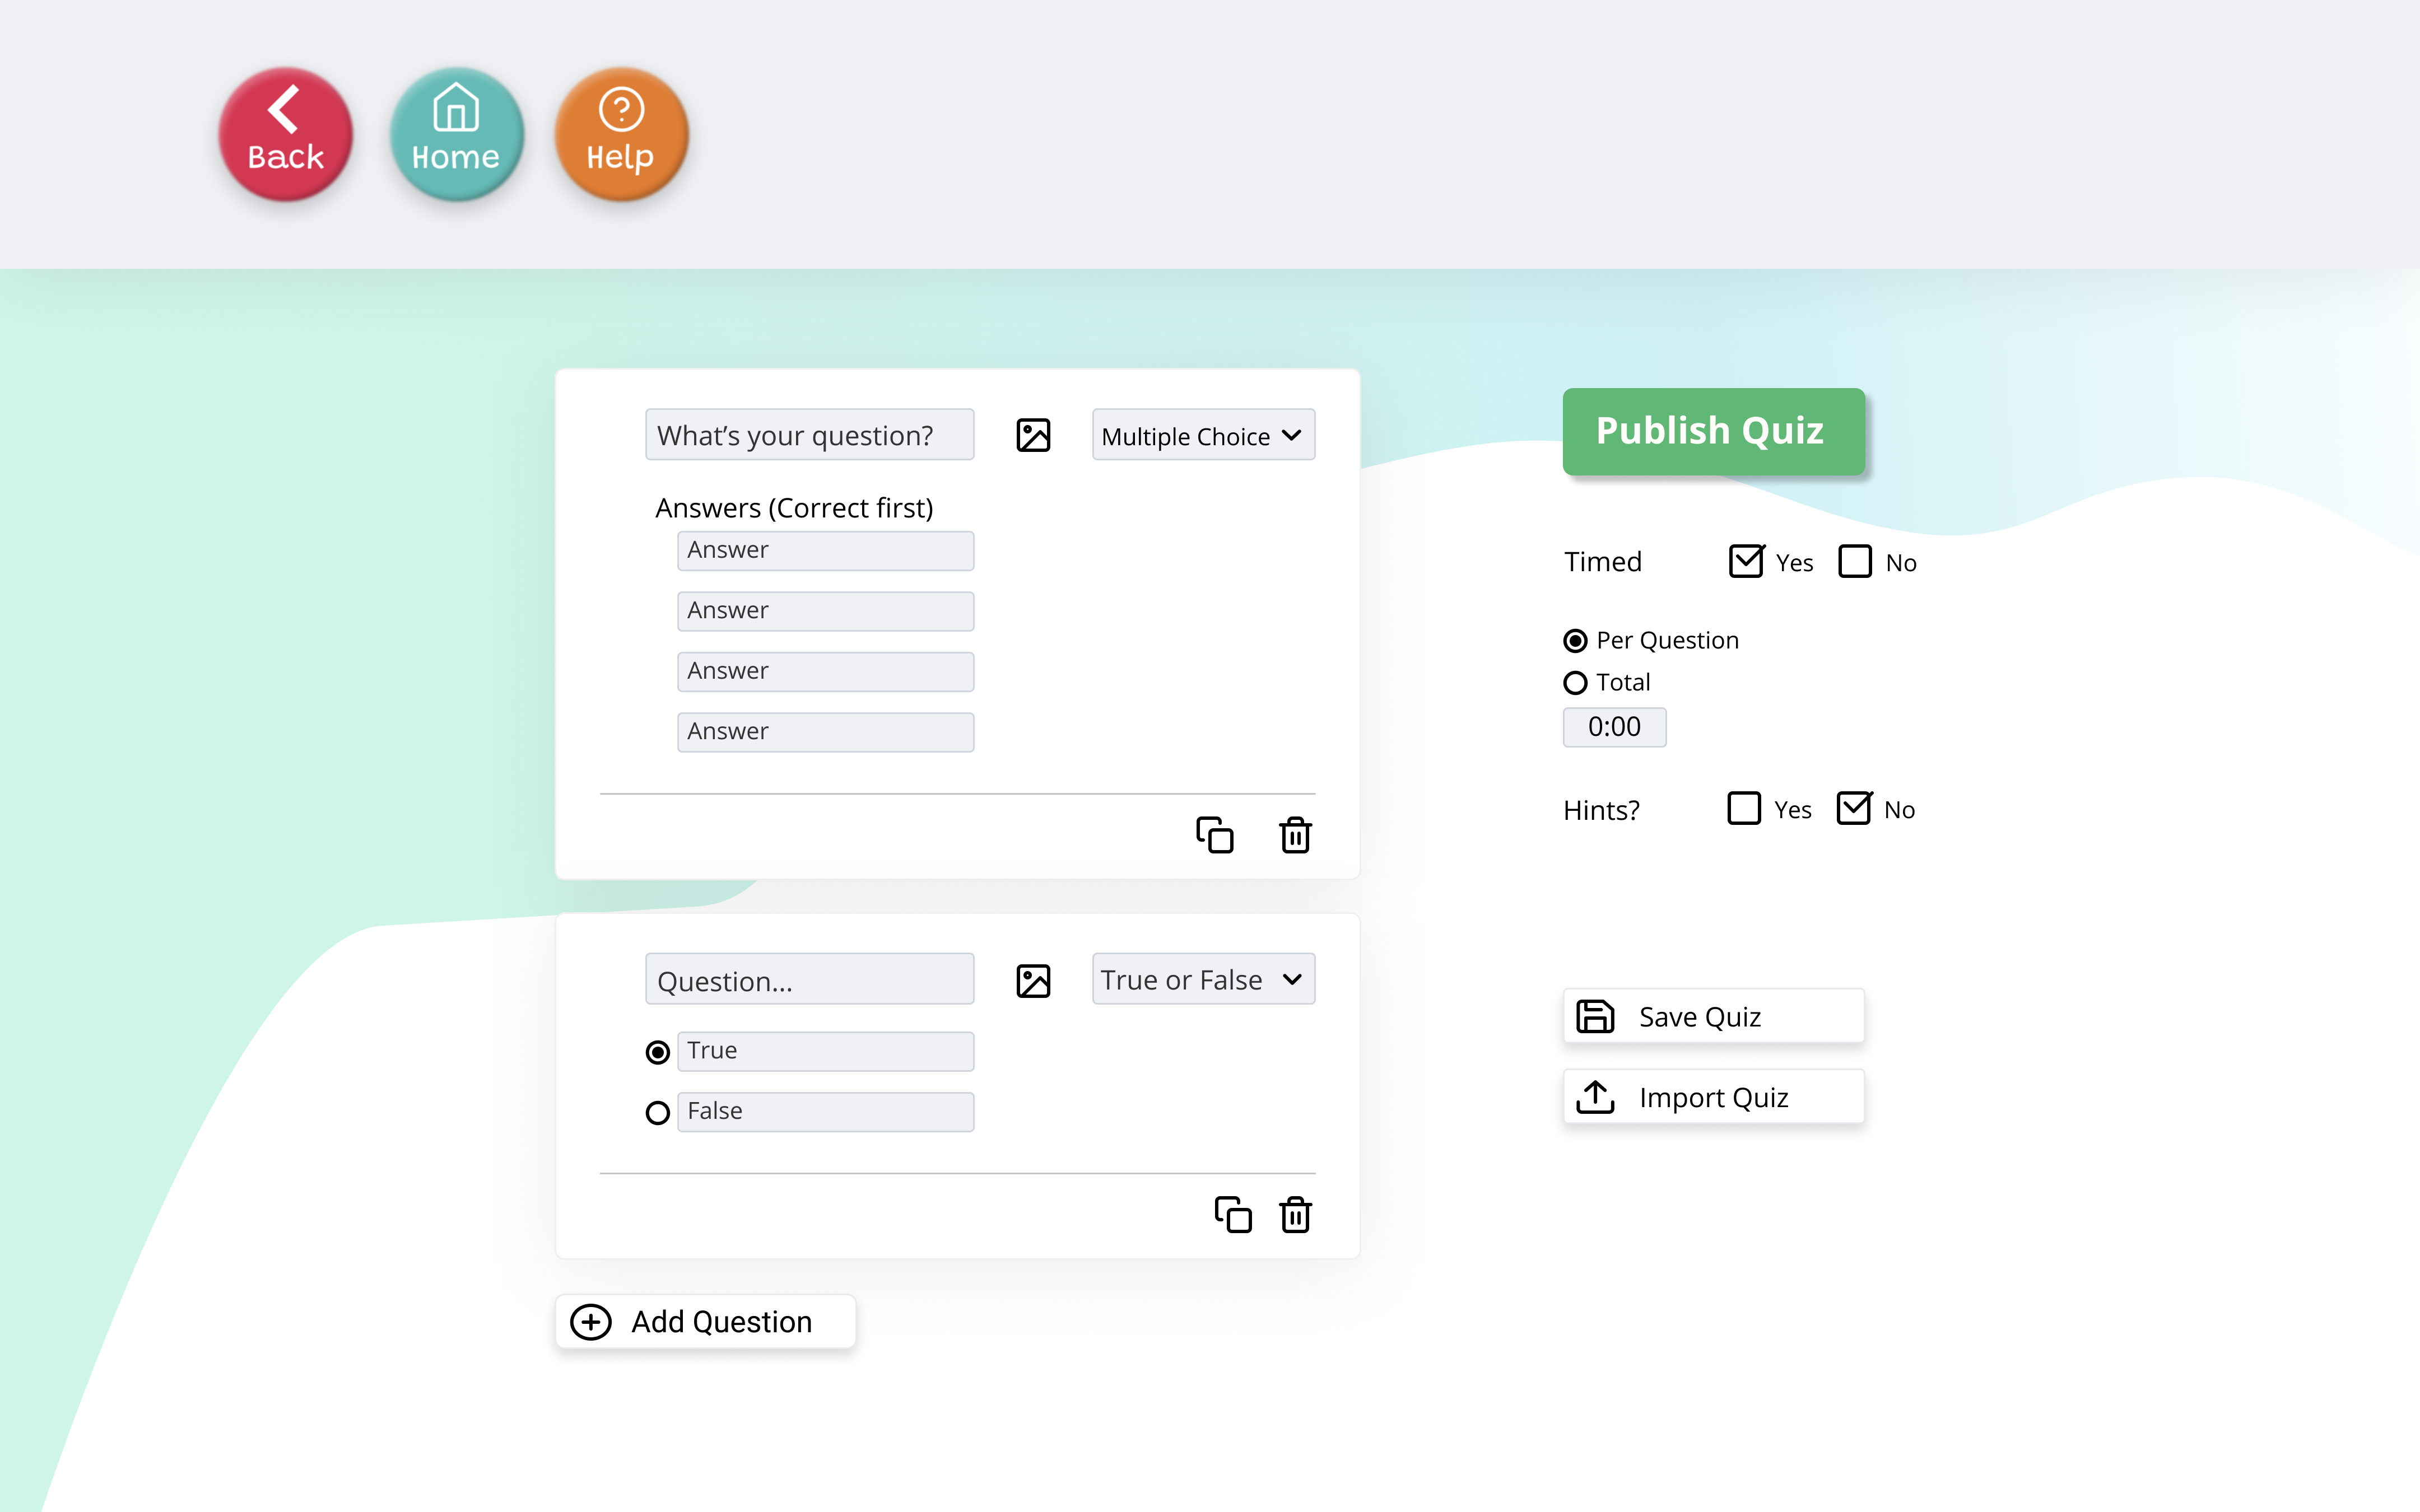 Back
Home
Help
What’s your question?
Multiple Choice
Answers (Correct first)
Answer
Answer
Answer
Answer
Question...
True or False
True
False
Add Question
Publish Quiz
Timed
Yes
No
Per Question
Total
0:00
Hints?
Yes
No
Save Quiz
Import Quiz